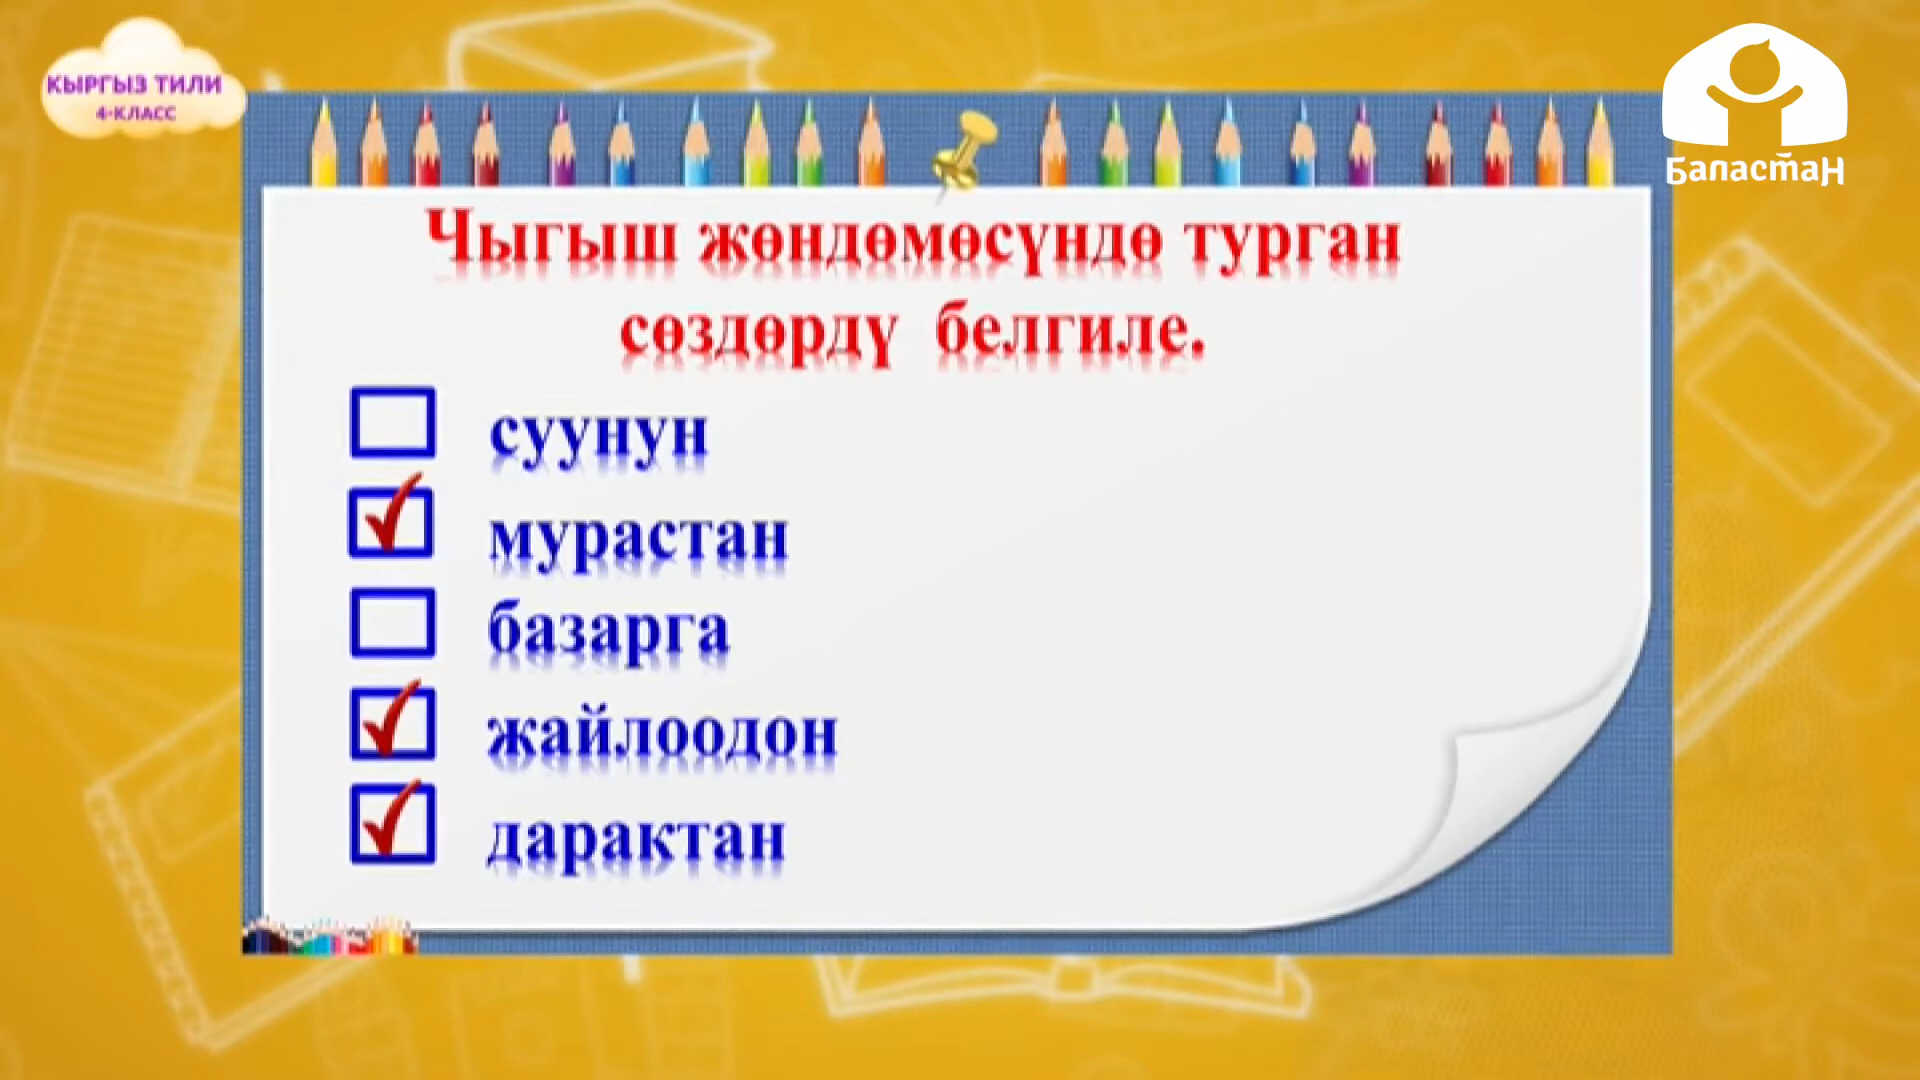 КЫРГЫЗ ТИЛИ
4-КЛАСС
Баластан
Чыгыш жөндөмөсүндө турган
сөздөрдү белгиле.
суунун
мурастан
базарга
жайлоодон
дарактан